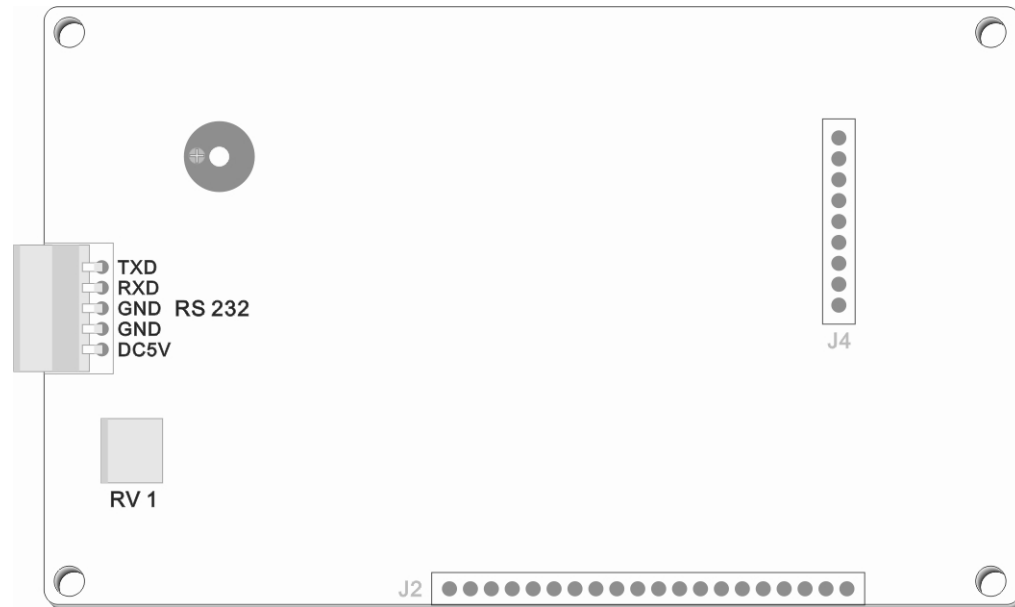 TXD
RXD
GND RS 232
GND
DC5V
J4
RV 1
J2